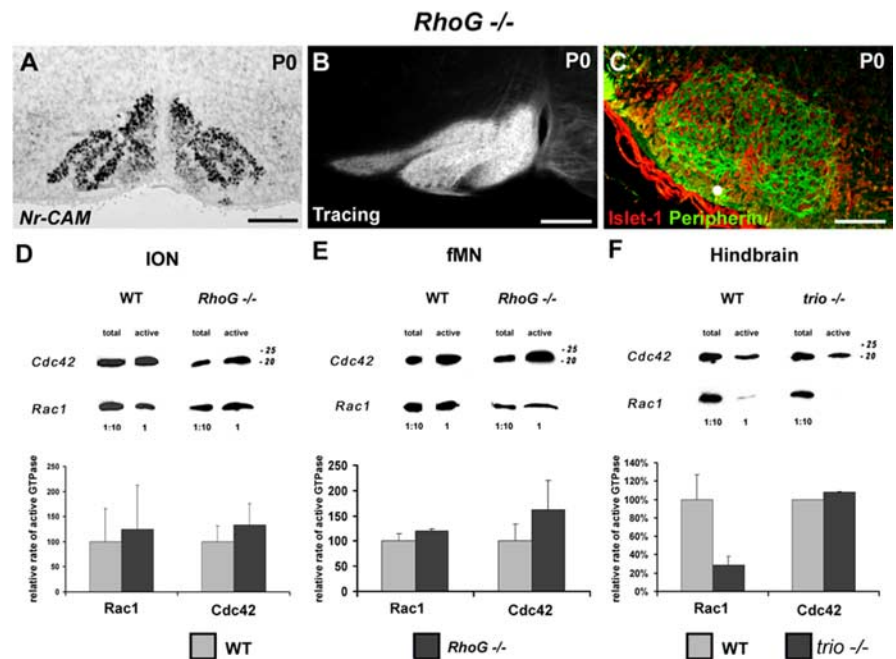 RhoG -/-
A P0
Nr-CAM
B P0
Tracing
C P0
Islet-1 Peripherin
D ION
WT RhoG -/-
total active total active
Cdc42
- 25
- 20
Rac1
1:10 1 1:10 1
E fMN
WT RhoG -/-
total active total active
Cdc42
- 25
- 20
Rac1
1:10 1 1:10 1
F Hindbrain
WT trio -/-
total active total active
Cdc42
- 25
- 20
Rac1
1:10 1 1:10
relative rate of active GTPase
250
200
150
100
50
0
Rac1 Cdc42
relative rate of active GTPase
250
200
150
100
50
0
Rac1 Cdc42
relative rate of active GTPase
140%
120%
100%
80%
60%
40%
20%
0%
Rac1 Cdc42
WT RhoG -/- WT trio -/-